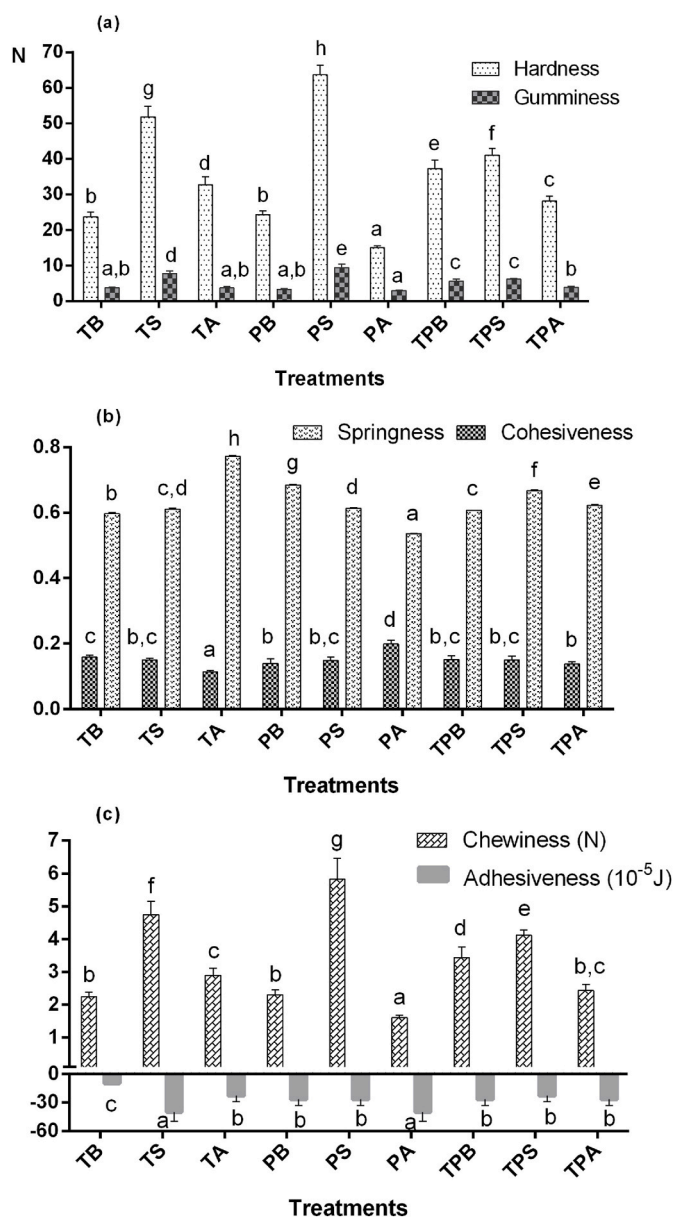 (a)
N
70
60
50
40
30
20
10
0
Hardness
Gumminess
b a,b g d d a,b b a,b h e a a e c f c c b
TB TS TA PB PS PA TPB TPS TPA
Treatments
(b)
Springness Cohesiveness
0.8
0.6
0.4
0.2
0.0
c b b,c c,d a h b g b,c d d a b,c c b,c f b e
TB TS TA PB PS PA TPB TPS TPA
Treatments
(c)
7
6
5
4
3
2
1
0
-30
-60
Chewiness (N)
Adhesiveness (10⁻⁵J)
b f c b g a d e b,c
c a b b b a b b b
TB TS TA PB PS PA TPB TPS TPA
Treatments